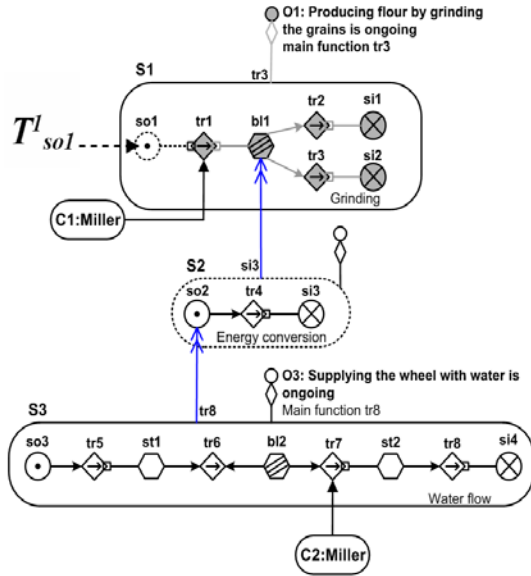 O1: Producing flour by grinding
the grains is ongoing
main function tr3
S1
tr3
T¹so1
so1
tr1
bl1
tr2
si1
tr3
si2
Grinding
C1:Miller
S2
si3
so2
tr4
si3
Energy conversion
O3: Supplying the wheel with water is
ongoing
Main function tr8
S3
tr8
so3
tr5
st1
tr6
bl2
tr7
st2
tr8
si4
Water flow
C2:Miller